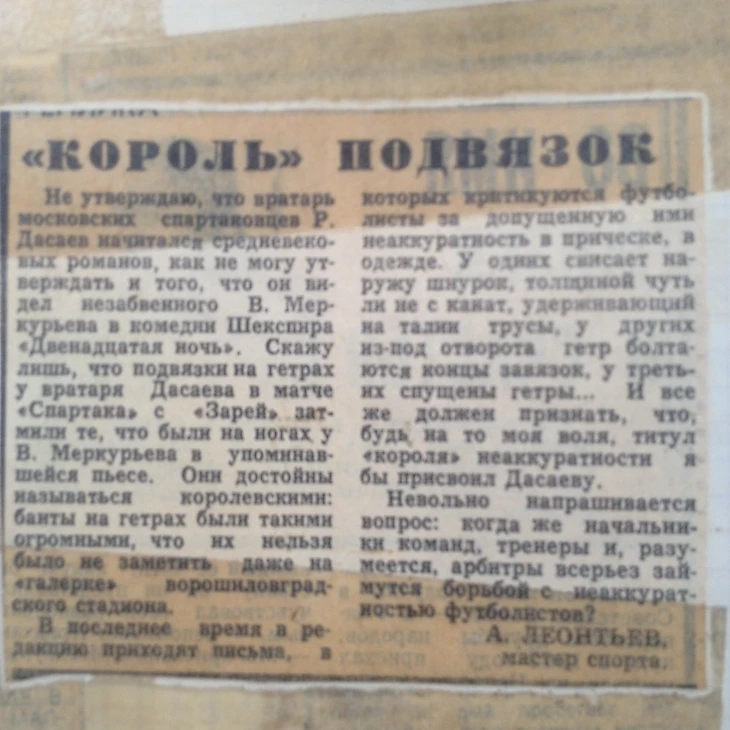 РЕПЛИКА
«КОРОЛЬ» ПОДВЯЗОК
Не утверждаю, что вратарь
московских спартаковцев Р.
Дасаев начитался средневеко-
вых романов, как не могу ут-
верждать и того, что он ви-
дел незабвенного В. Мер-
курьева в комедии Шекспира
«Двенадцатая ночь». Скажу
лишь, что подвязки на гетрах
у вратаря Дасаева в матче
«Спартака» с «Зарей» зат-
мили те, что были на ногах у
В. Меркурьева в упоминав-
шейся пьесе. Они достойны
называться королевскими:
банты на гетрах были такими
огромными, что их нельзя
было не заметить даже на
«галерке» ворошиловград-
ского стадиона.
В последнее время в ре-
дакцию приходят письма, в
которых критикуются футбо-
листы за допущенную ими
неаккуратность в прическе, в
одежде. У одних свисает на-
ружу шнурок, толщиной чуть
ли не с канат, удерживающий
на талии трусы, у других
из-под отворота гетр болта-
ются концы завязок, у треть-
их спущены гетры... И все
же должен признать, что,
будь на то моя воля, титул
«короля» неаккуратности я
бы присвоил Дасаеву.
Невольно напрашивается
вопрос: когда же начальни-
ки команд, тренеры и, разу-
меется, арбитры всерьез зай-
мутся борьбой с неаккурат-
ностью футболистов?
А. ЛЕОНТЬЕВ,
мастер спорта.